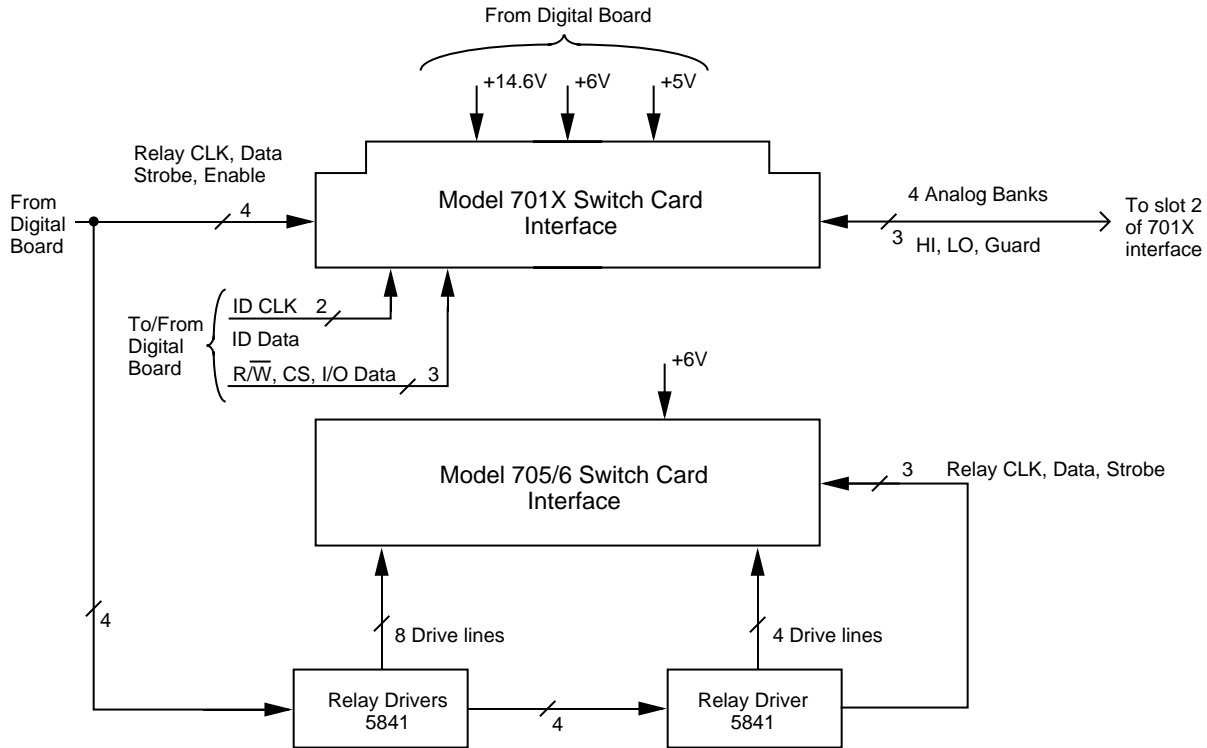 From Digital Board
+14.6V
+6V
+5V
Relay CLK, Data
Strobe, Enable
From
Digital
Board
4
Model 701X Switch Card
Interface
4 Analog Banks
3
HI, LO, Guard
To slot 2
of 701X
interface
To/From
Digital
Board
ID CLK
2
ID Data
R/W̅, CS, I/O Data
3
+6V
Model 705/6 Switch Card
Interface
3
Relay CLK, Data, Strobe
4
8 Drive lines
4 Drive lines
Relay Drivers
5841
4
Relay Driver
5841